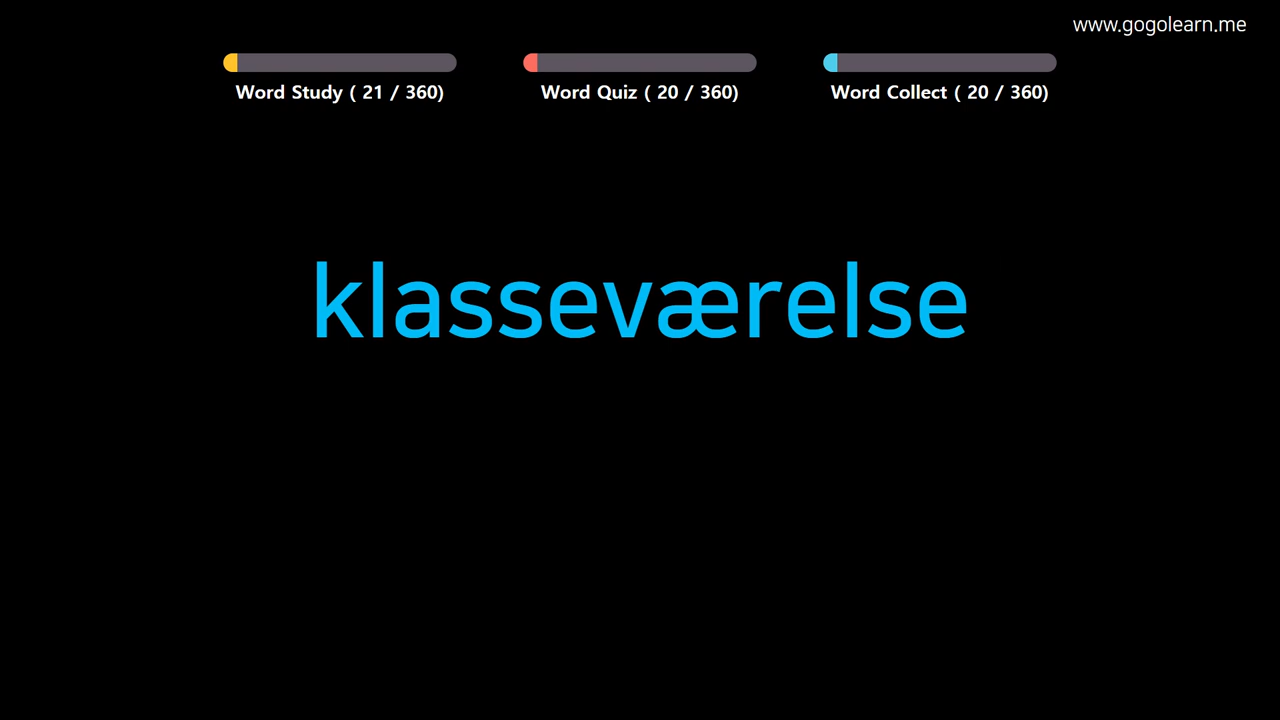 www.gogolearn.me
Word Study ( 21 / 360)
Word Quiz ( 20 / 360)
Word Collect ( 20 / 360)
klasseværelse